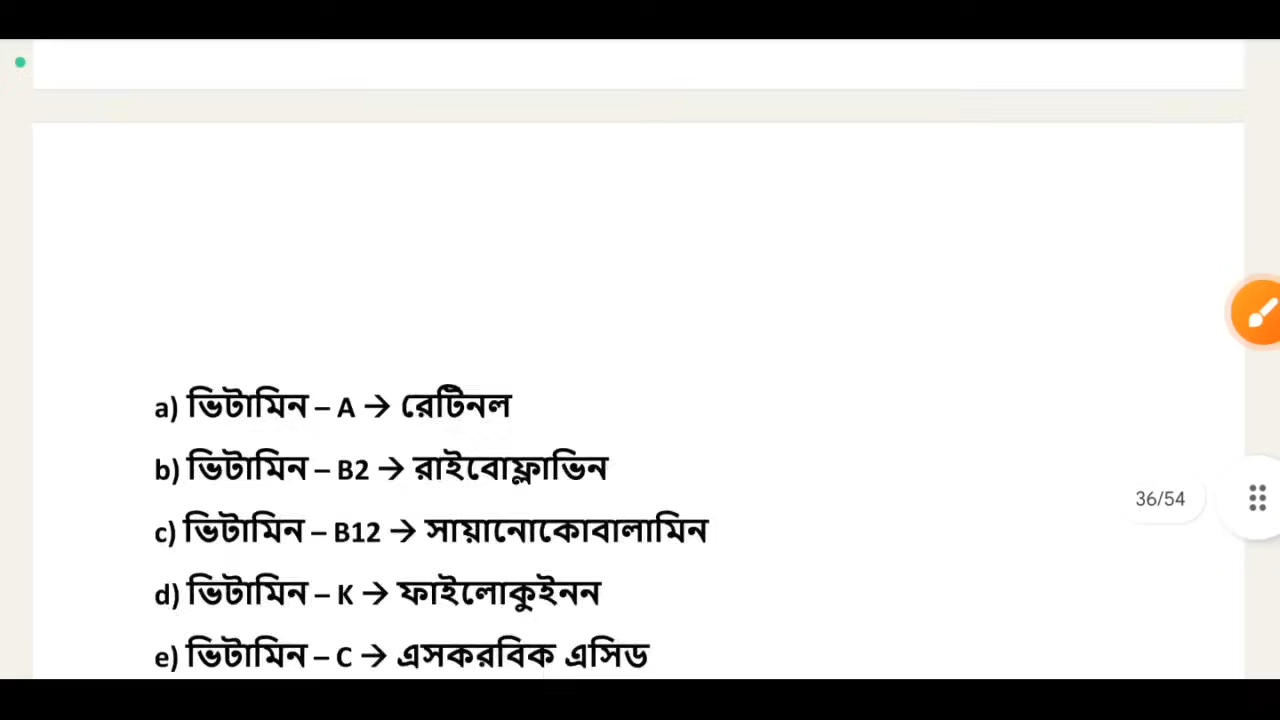 a) ভিটামিন – A → রেটিনল
b) ভিটামিন – B2 → রাইবোফ্লাভিন
36/54
c) ভিটামিন – B12 → সায়ানোকোবালামিন
d) ভিটামিন – K → ফাইলোকুইনন
e) ভিটামিন – C → এসকরবিক এসিড